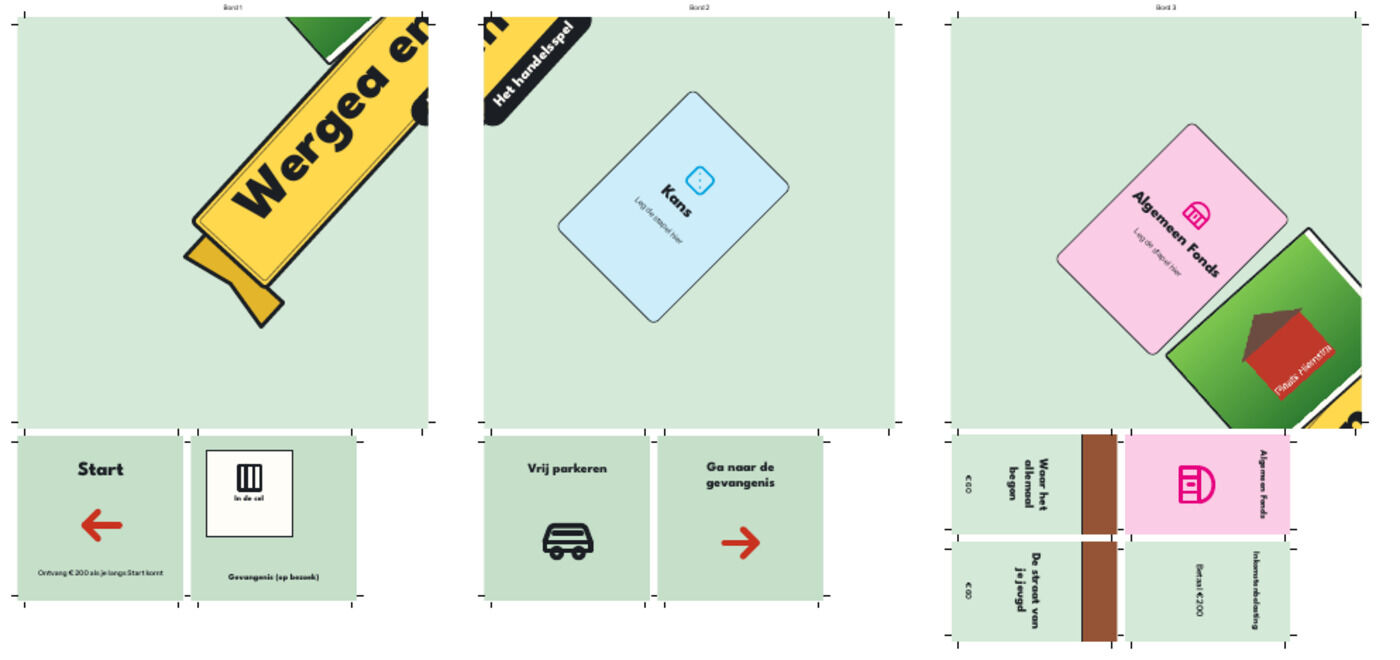 Bord 1
Wergea en
Start
Ontvang € 200 als je langs Start komt
In de cel
Gevangenis (op bezoek)
Bord 2
Het handelsspel
Kans
Leg de stapel hier
Vrij parkeren
Ga naar de
gevangenis
Bord 3
Algemeen Fonds
Leg de stapel hier
Waar het
allemaal
begon
€ 60
Algemeen Fonds
De straat van
je jeugd
€ 60
Inkomstenbelasting
Betaal € 200